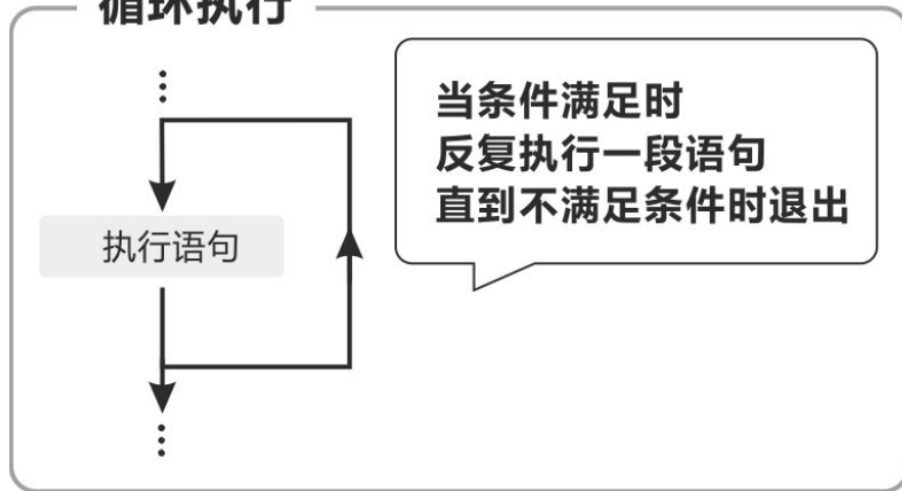 循环执行
当条件满足时
反复执行一段语句
直到不满足条件时退出
执行语句